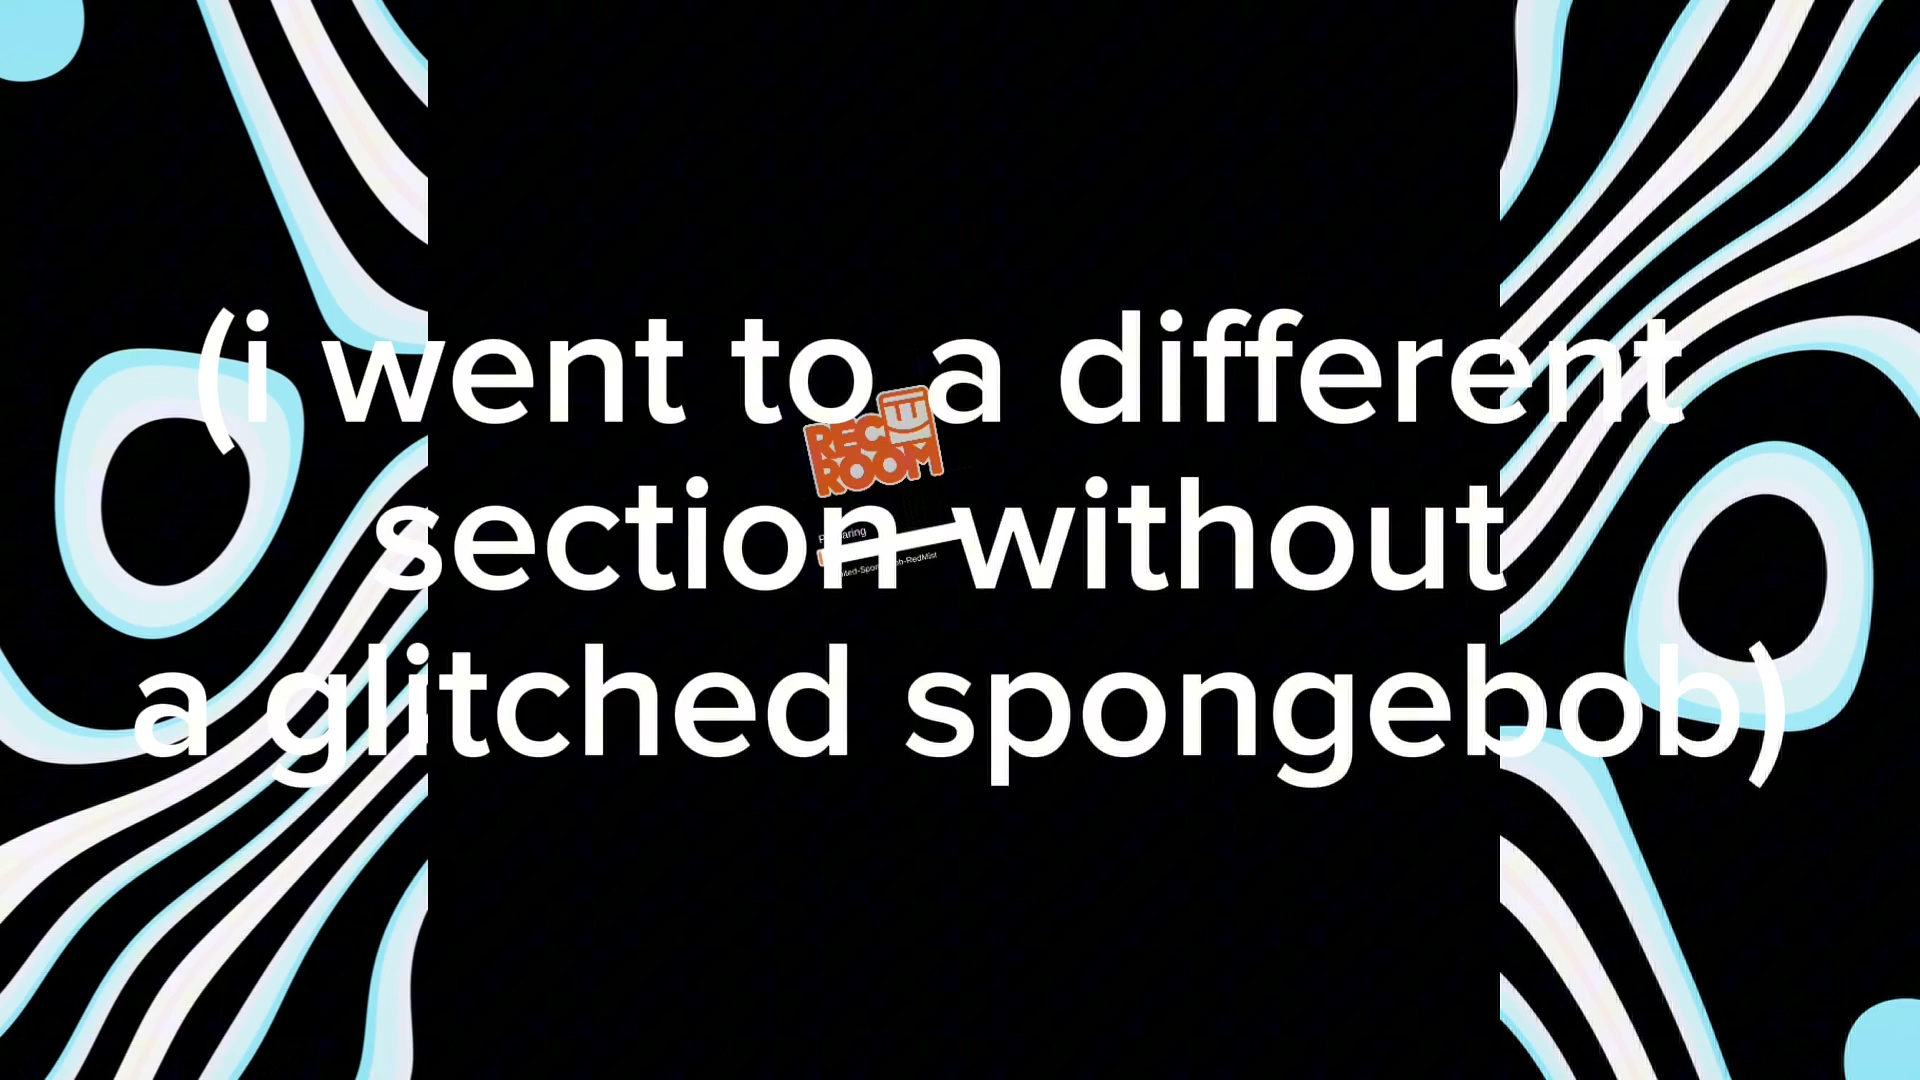 (i went to a different
REC
ROOM
section without
a glitched spongebob)